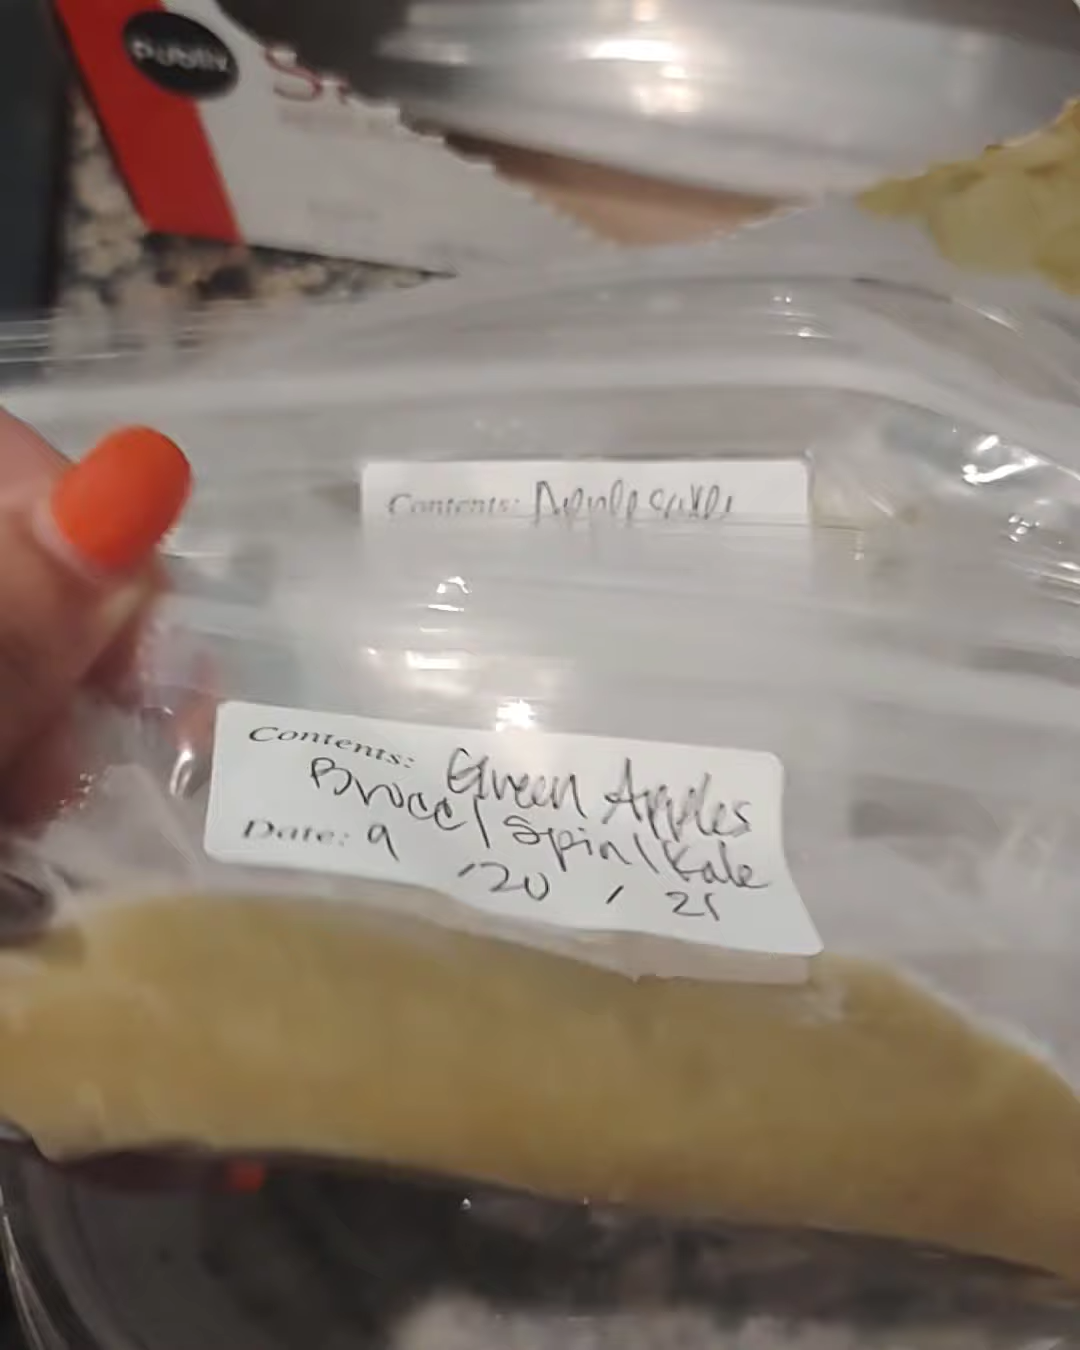 Publix
Contents:
Contents: Green Apples
Brocc/Spin/Kale
Date: 9 '20 / 21